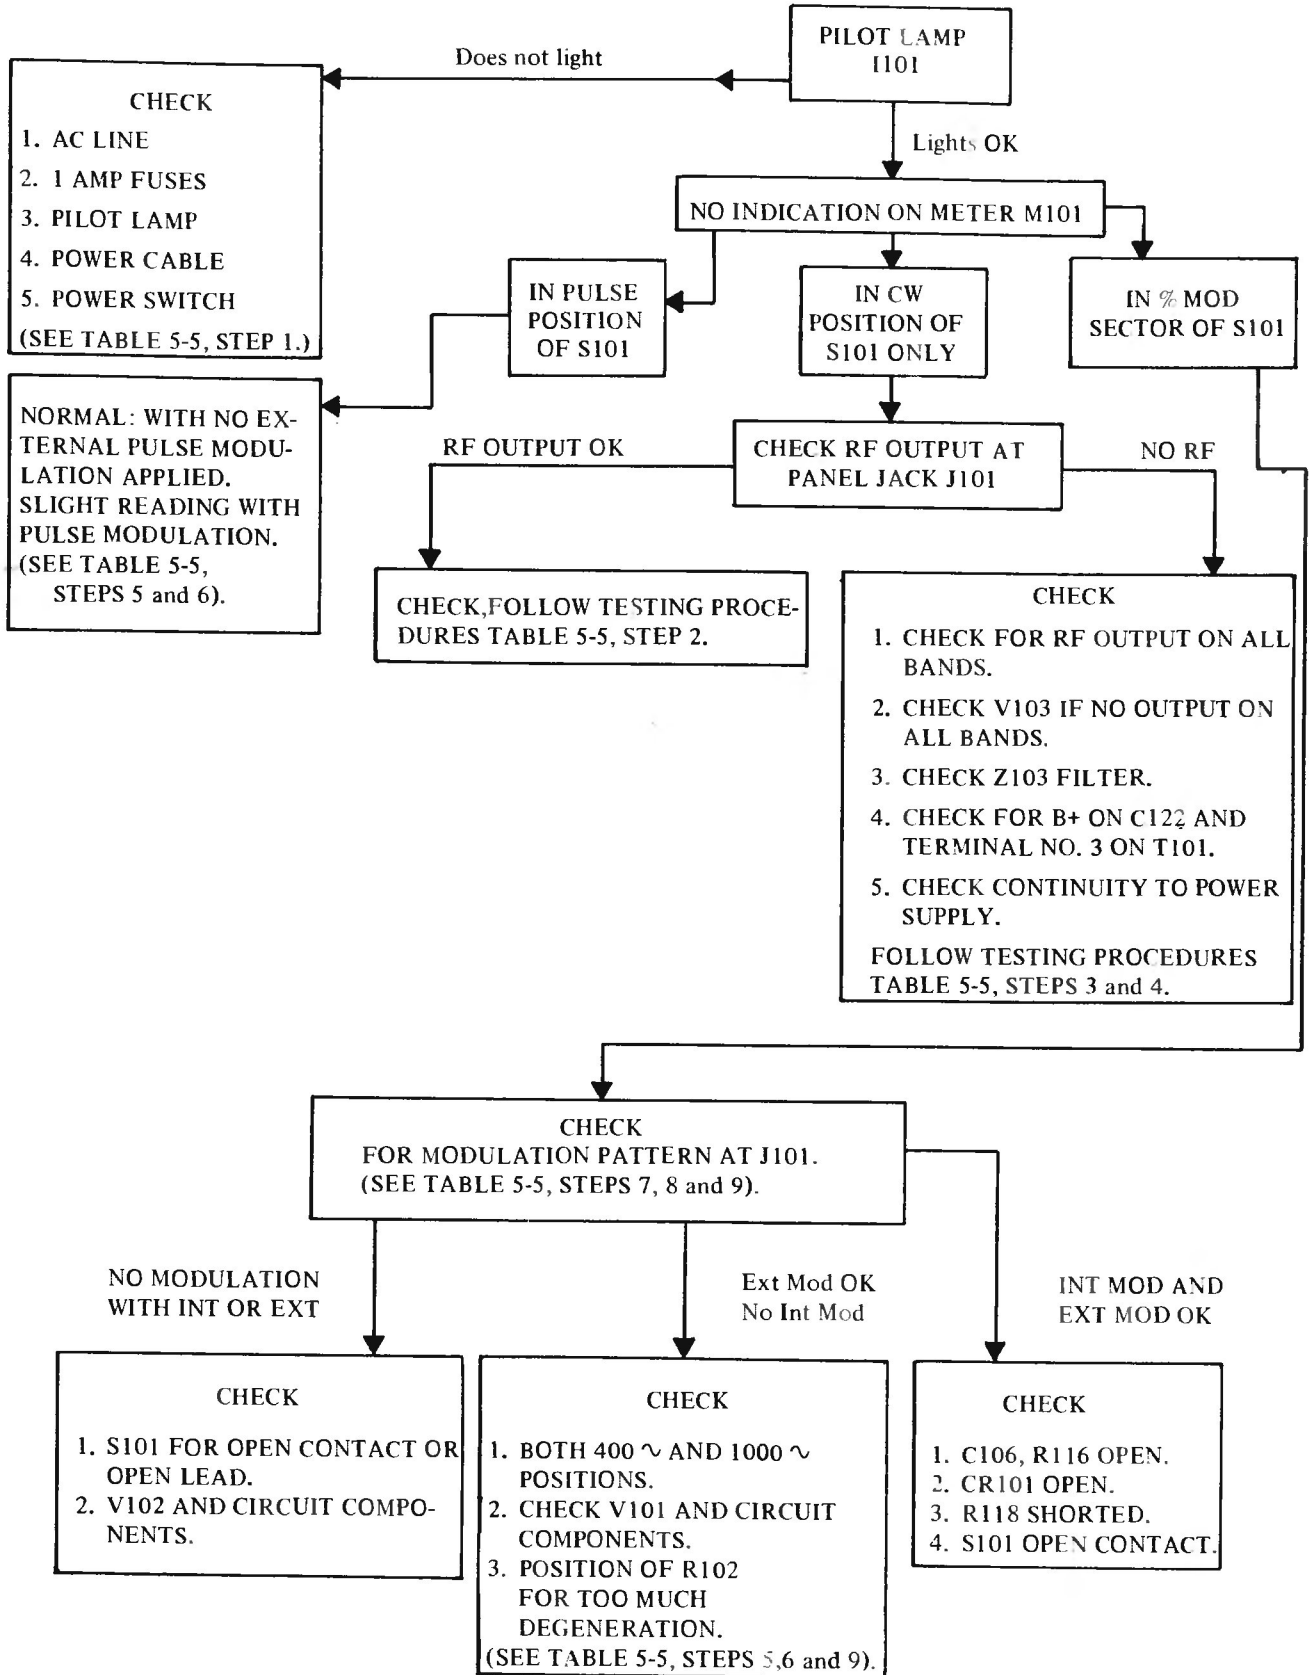 PILOT LAMP
I101
Does not light
CHECK
1. AC LINE
2. 1 AMP FUSES
3. PILOT LAMP
4. POWER CABLE
5. POWER SWITCH
(SEE TABLE 5-5, STEP 1.)
Lights OK
NO INDICATION ON METER M101
IN PULSE
POSITION
OF S101
IN CW
POSITION OF
S101 ONLY
IN % MOD
SECTOR OF S101
NORMAL: WITH NO EX-
TERNAL PULSE MODU-
LATION APPLIED.
SLIGHT READING WITH
PULSE MODULATION.
(SEE TABLE 5-5,
STEPS 5 and 6).
RF OUTPUT OK
CHECK RF OUTPUT AT
PANEL JACK J101
NO RF
CHECK,FOLLOW TESTING PROCE-
DURES TABLE 5-5, STEP 2.
CHECK
1. CHECK FOR RF OUTPUT ON ALL
BANDS.
2. CHECK V103 IF NO OUTPUT ON
ALL BANDS.
3. CHECK Z103 FILTER.
4. CHECK FOR B+ ON C122 AND
TERMINAL NO. 3 ON T101.
5. CHECK CONTINUITY TO POWER
SUPPLY.
FOLLOW TESTING PROCEDURES
TABLE 5-5, STEPS 3 and 4.
CHECK
FOR MODULATION PATTERN AT J101.
(SEE TABLE 5-5, STEPS 7, 8 and 9).
NO MODULATION
WITH INT OR EXT
Ext Mod OK
No Int Mod
INT MOD AND
EXT MOD OK
CHECK
1. S101 FOR OPEN CONTACT OR
OPEN LEAD.
2. V102 AND CIRCUIT COMPO-
NENTS.
CHECK
1. BOTH 400 ∿ AND 1000 ∿
POSITIONS.
2. CHECK V101 AND CIRCUIT
COMPONENTS.
3. POSITION OF R102
FOR TOO MUCH
DEGENERATION.
(SEE TABLE 5-5, STEPS 5,6 and 9).
CHECK
1. C106, R116 OPEN.
2. CR101 OPEN.
3. R118 SHORTED.
4. S101 OPEN CONTACT.